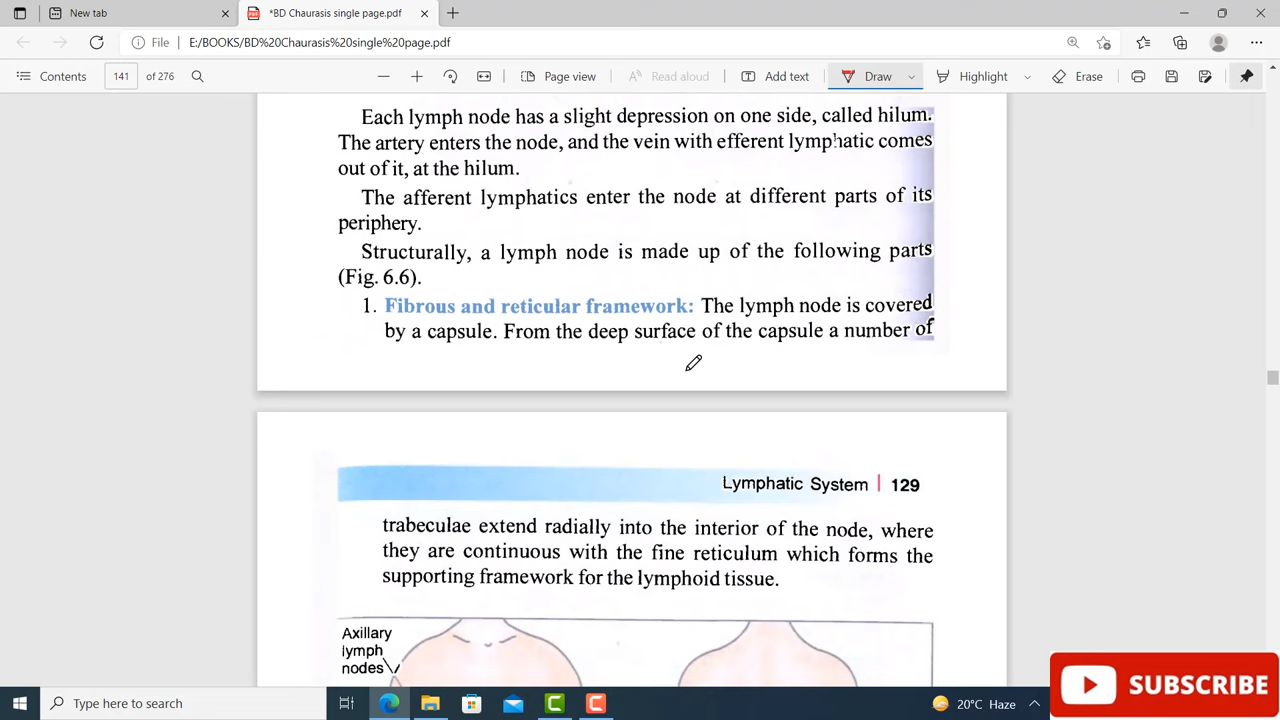 New tab
*BD Chaurasis single page.pdf
File
E:/BOOKS/BD%20Chaurasis%20single%20page.pdf
Contents
141
of 276
Page view
Read aloud
Add text
Draw
Highlight
Erase
Each lymph node has a slight depression on one side, called hilum.
The artery enters the node, and the vein with efferent lymphatic comes
out of it, at the hilum.
The afferent lymphatics enter the node at different parts of its
periphery.
Structurally, a lymph node is made up of the following parts
(Fig. 6.6).
1. Fibrous and reticular framework: The lymph node is covered
by a capsule. From the deep surface of the capsule a number of
Lymphatic System | 129
trabeculae extend radially into the interior of the node, where
they are continuous with the fine reticulum which forms the
supporting framework for the lymphoid tissue.
Axillary
lymph
nodes
Type here to search
20°C Haze
SUBSCRIBE